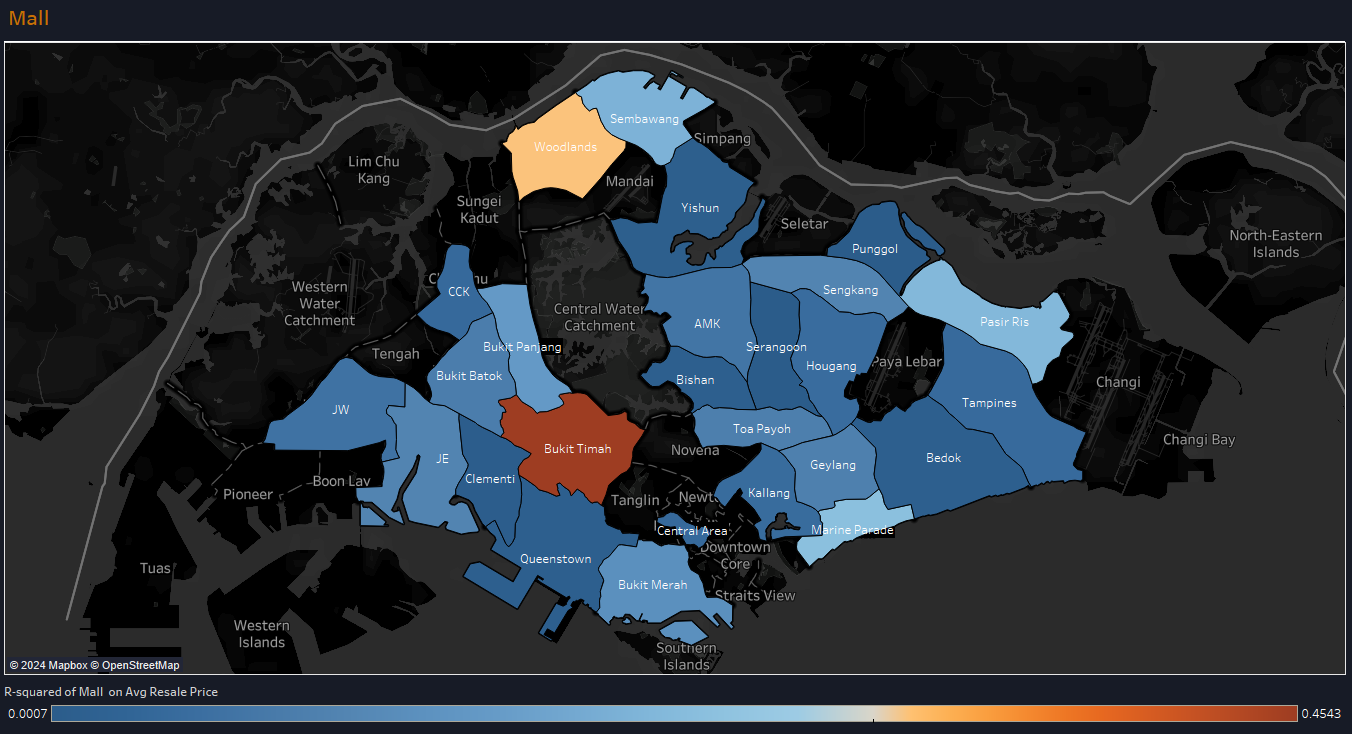 Mall
Sembawang
Simpang
Woodlands
Lim Chu
Kang
Mandai
Sungei
Kadut
Yishun
Seletar
North-Eastern
Islands
Punggol
CCK
Western
Water
Catchment
Sengkang
Central Water
Catchment
AMK
Pasir Ris
Bukit Panjang
Serangoon
Tengah
Paya Lebar
Hougang
Bukit Batok
Bishan
Changi
JW
Tampines
Toa Payoh
Changi Bay
Bukit Timah
Novena
JE
Bedok
Geylang
Clementi
Boon Lay
Pioneer
Kallang
Tanglin
Newt
Central Area
Marine Parade
Downtown
Core
Queenstown
Tuas
Bukit Merah
Straits View
Western
Islands
Southern
Islands
© 2024 Mapbox © OpenStreetMap
R-squared of Mall on Avg Resale Price
0.0007
0.4543